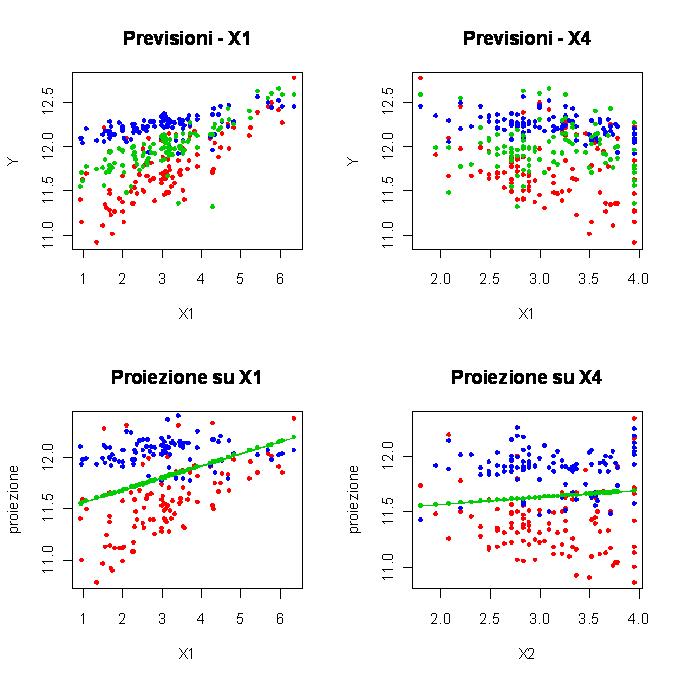 Previsioni - X1
Y
12.5
12.0
11.5
11.0
1 2 3 4 5 6
X1
Previsioni - X4
Y
12.5
12.0
11.5
11.0
2.0 2.5 3.0 3.5 4.0
X1
Proiezione su X1
proiezione
12.0
11.5
11.0
1 2 3 4 5 6
X1
Proiezione su X4
proiezione
12.0
11.5
11.0
2.0 2.5 3.0 3.5 4.0
X2